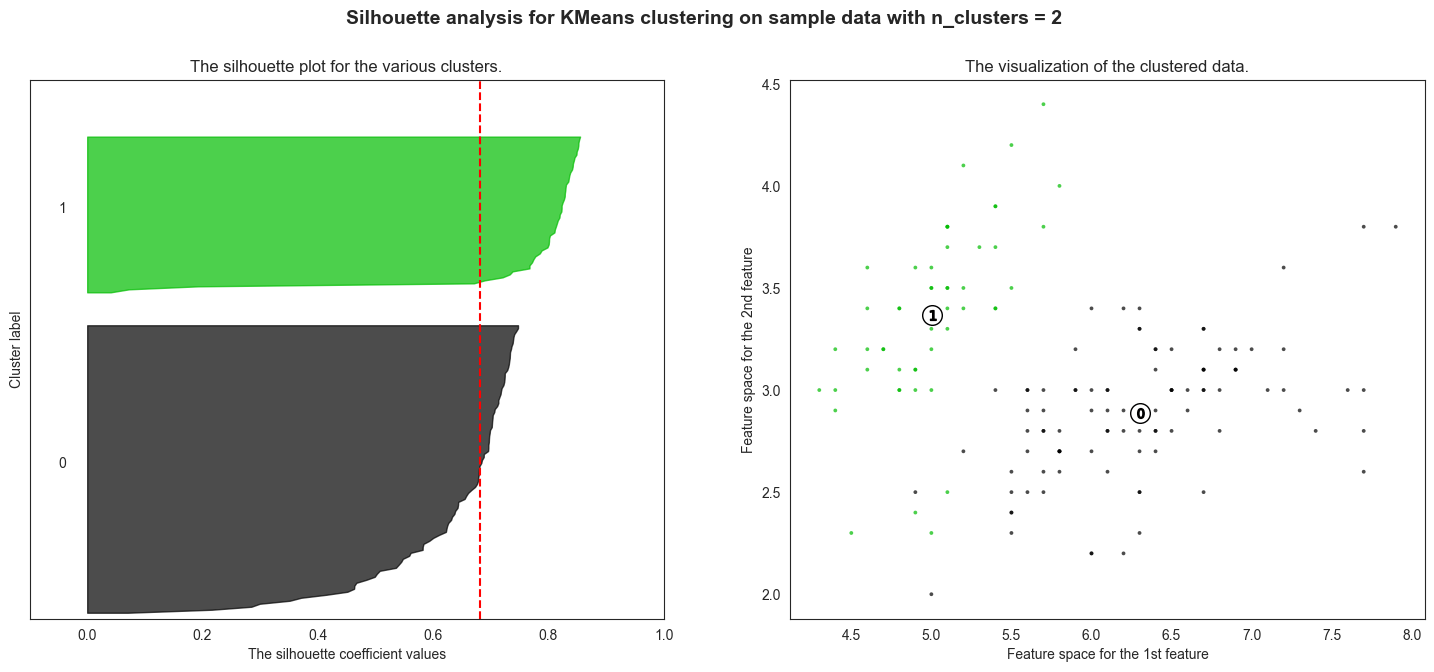 Silhouette analysis for KMeans clustering on sample data with n_clusters = 2
The silhouette plot for the various clusters.
1
0
Cluster label
0.0 0.2 0.4 0.6 0.8 1.0
The silhouette coefficient values
The visualization of the clustered data.
4.5
4.0
3.5
3.0
2.5
2.0
Feature space for the 2nd feature
1
0
4.5 5.0 5.5 6.0 6.5 7.0 7.5 8.0
Feature space for the 1st feature